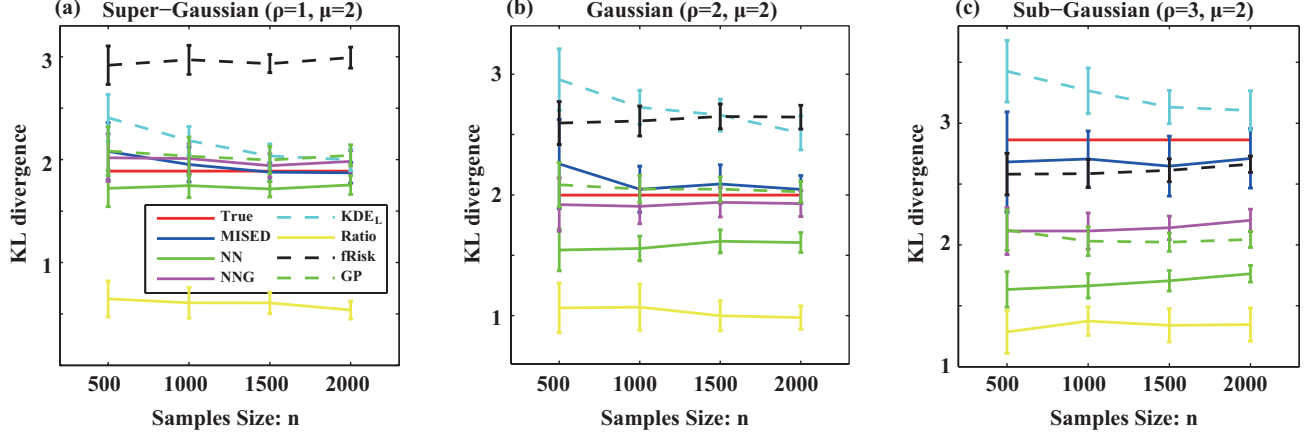 (a) Super−Gaussian (ρ=1, μ=2)
KL divergence
3
2
1
True
MISED
NN
NNG
KDE_L
Ratio
fRisk
GP
500 1000 1500 2000
Samples Size: n
(b) Gaussian (ρ=2, μ=2)
KL divergence
3
2
1
500 1000 1500 2000
Samples Size: n
(c) Sub−Gaussian (ρ=3, μ=2)
KL divergence
3
2
1
500 1000 1500 2000
Samples Size: n